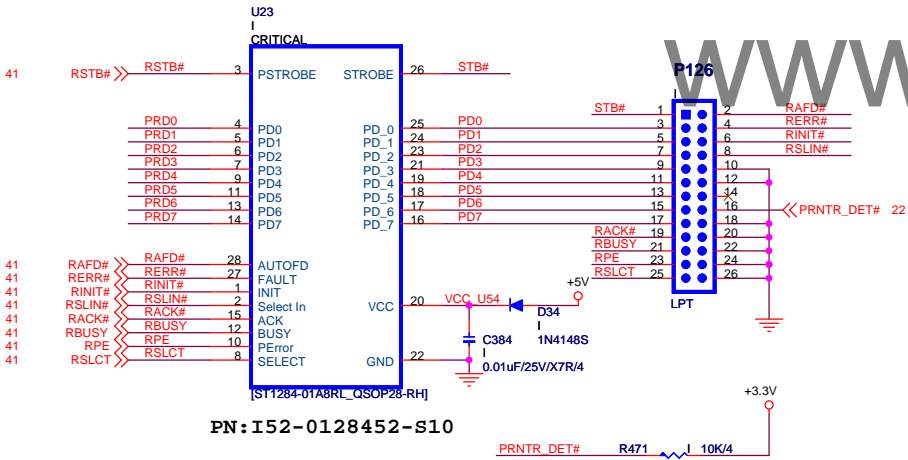 U23
I
CRITICAL
41 RSTB# RSTB# 3 PSTROBE STROBE 26 STB#
WWW
P126
I
STB# 1 2 RAFD#
PRD0 4 PD0 PD_0 25 PD0 3 4 RERR#
PRD1 5 PD1 PD_1 24 PD1 5 6 RINIT#
PRD2 6 PD2 PD_2 23 PD2 7 8 RSLIN#
PRD3 7 PD3 PD_3 21 PD3 9 10
PRD4 9 PD4 PD_4 19 PD4 11 12
PRD5 11 PD5 PD_5 18 PD5 13 14
PRD6 13 PD6 PD_6 17 PD6 15 16 PRNTR_DET# 22
PRD7 14 PD7 PD_7 16 PD7 17 18
RACK# 19 20
RBUSY 21 22
RPE 23 24
RSLCT 25 26
LPT
41 RAFD# RAFD# 28 AUTOFD
41 RERR# RERR# 27 FAULT
41 RINIT# RINIT# 1 INIT
41 RSLIN# RSLIN# 2 Select In VCC 20 VCC_U54 +5V
41 RACK# RACK# 15 ACK
41 RBUSY RBUSY 12 BUSY
41 RPE RPE 10 PError
41 RSLCT RSLCT 8 SELECT GND 22
D34
I
1N4148S
C384
I
0.01uF/25V/X7R/4
[ST1284-01A8RL_QSOP28-RH]
PN:I52-0128452-S10
+3.3V
PRNTR_DET# R471 I 10K/4